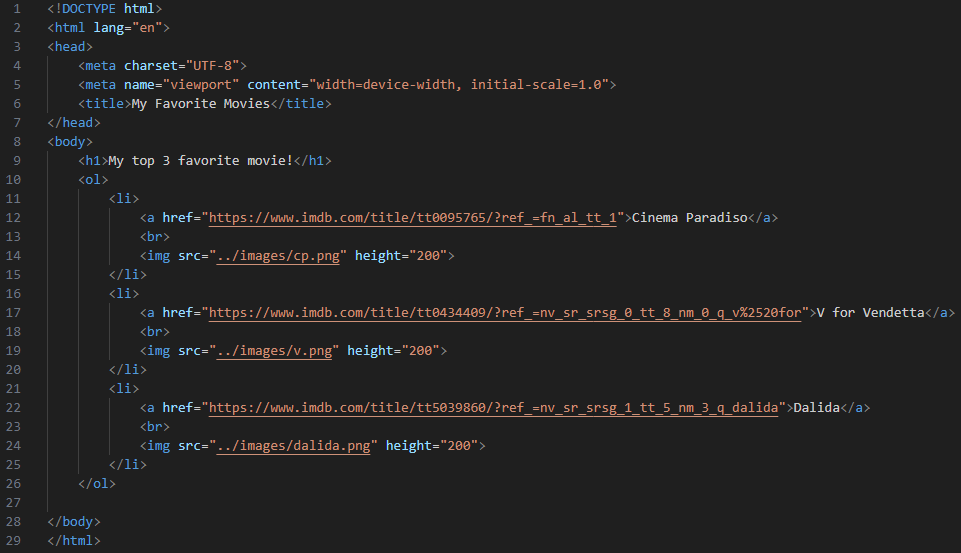 1 <!DOCTYPE html>
2 <html lang="en">
3 <head>
4     <meta charset="UTF-8">
5     <meta name="viewport" content="width=device-width, initial-scale=1.0">
6     <title>My Favorite Movies</title>
7 </head>
8 <body>
9     <h1>My top 3 favorite movie!</h1>
10     <ol>
11         <li>
12             <a href="https://www.imdb.com/title/tt0095765/?ref_=fn_al_tt_1">Cinema Paradiso</a>
13             <br>
14             <img src="../images/cp.png" height="200">
15         </li>
16         <li>
17             <a href="https://www.imdb.com/title/tt0434409/?ref_=nv_sr_srsg_0_tt_8_nm_0_q_v%2520for">V for Vendetta</a>
18             <br>
19             <img src="../images/v.png" height="200">
20         </li>
21         <li>
22             <a href="https://www.imdb.com/title/tt5039860/?ref_=nv_sr_srsg_1_tt_5_nm_3_q_dalida">Dalida</a>
23             <br>
24             <img src="../images/dalida.png" height="200">
25         </li>
26     </ol>
27
28 </body>
29 </html>